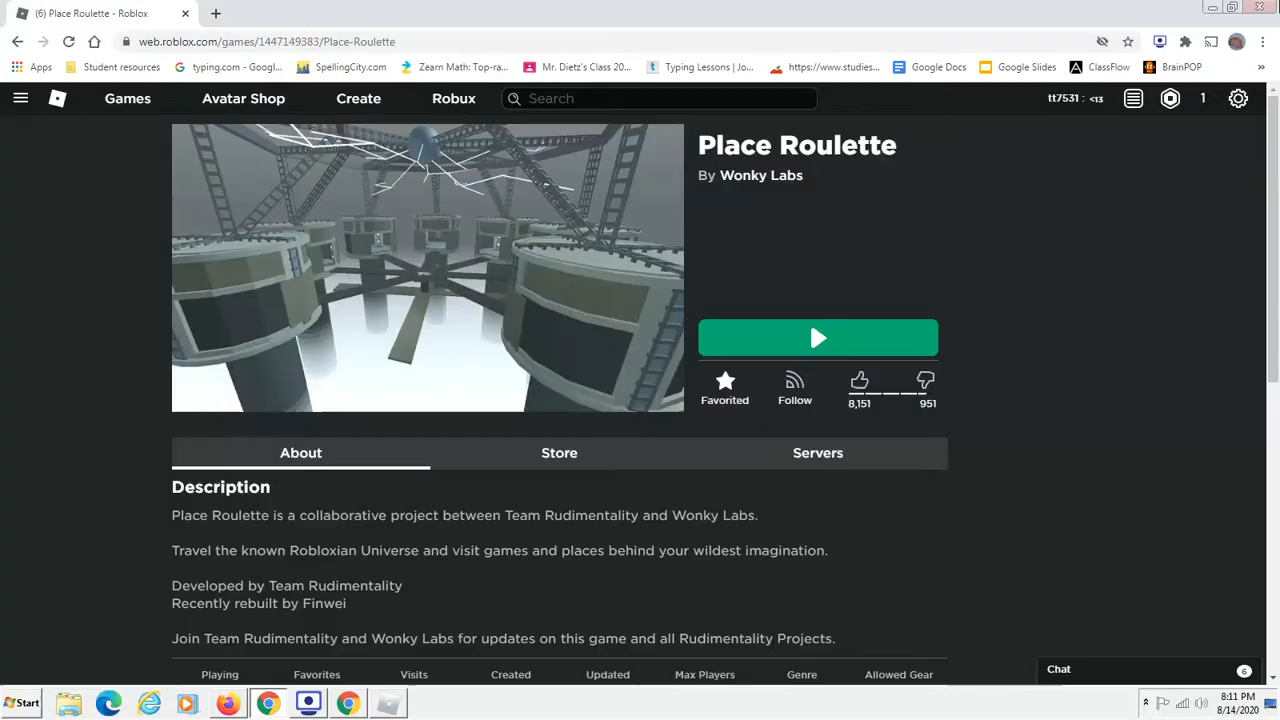 (6) Place Roulette - Roblox
web.roblox.com/games/1447149383/Place-Roulette
Apps
Student resources
typing.com - Googl...
SpellingCity.com
Zearn Math: Top-ra...
Mr. Dietz's Class 20...
Typing Lessons | Jo...
https://www.studies...
Google Docs
Google Slides
ClassFlow
BrainPOP
»
Games
Avatar Shop
Create
Robux
Search
tt7531 : <13
1
Place Roulette
By Wonky Labs
Favorited
Follow
8,151
951
About
Store
Servers
Description
Place Roulette is a collaborative project between Team Rudimentality and Wonky Labs.
Travel the known Robloxian Universe and visit games and places behind your wildest imagination.
Developed by Team Rudimentality
Recently rebuilt by Finwei
Join Team Rudimentality and Wonky Labs for updates on this game and all Rudimentality Projects.
Playing
Favorites
Visits
Created
Updated
Max Players
Genre
Allowed Gear
Chat
6
Start
8:11 PM
8/14/2020